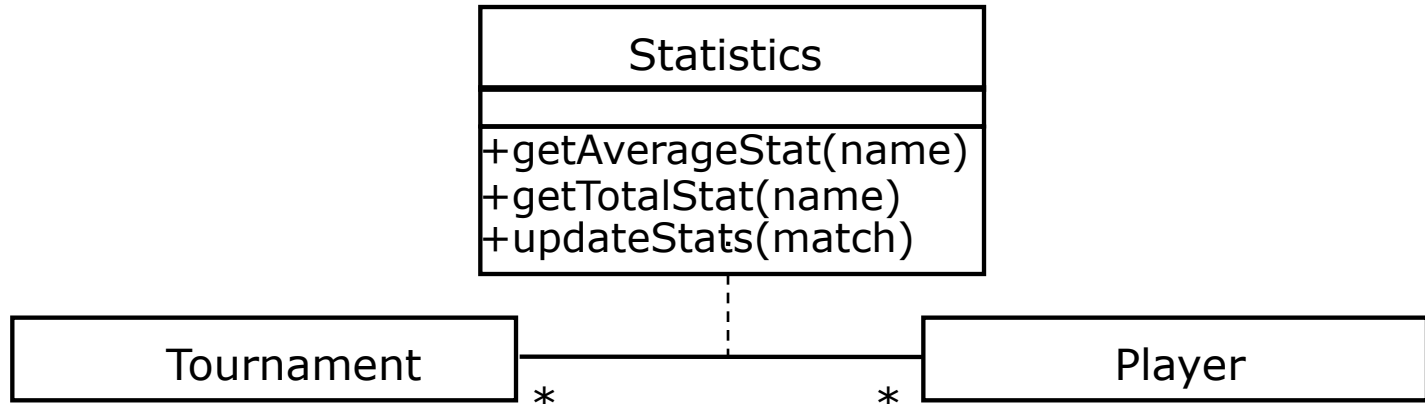 Statistics
+getAverageStat(name)
+getTotalStat(name)
+updateStats(match)
Tournament
Player
* *